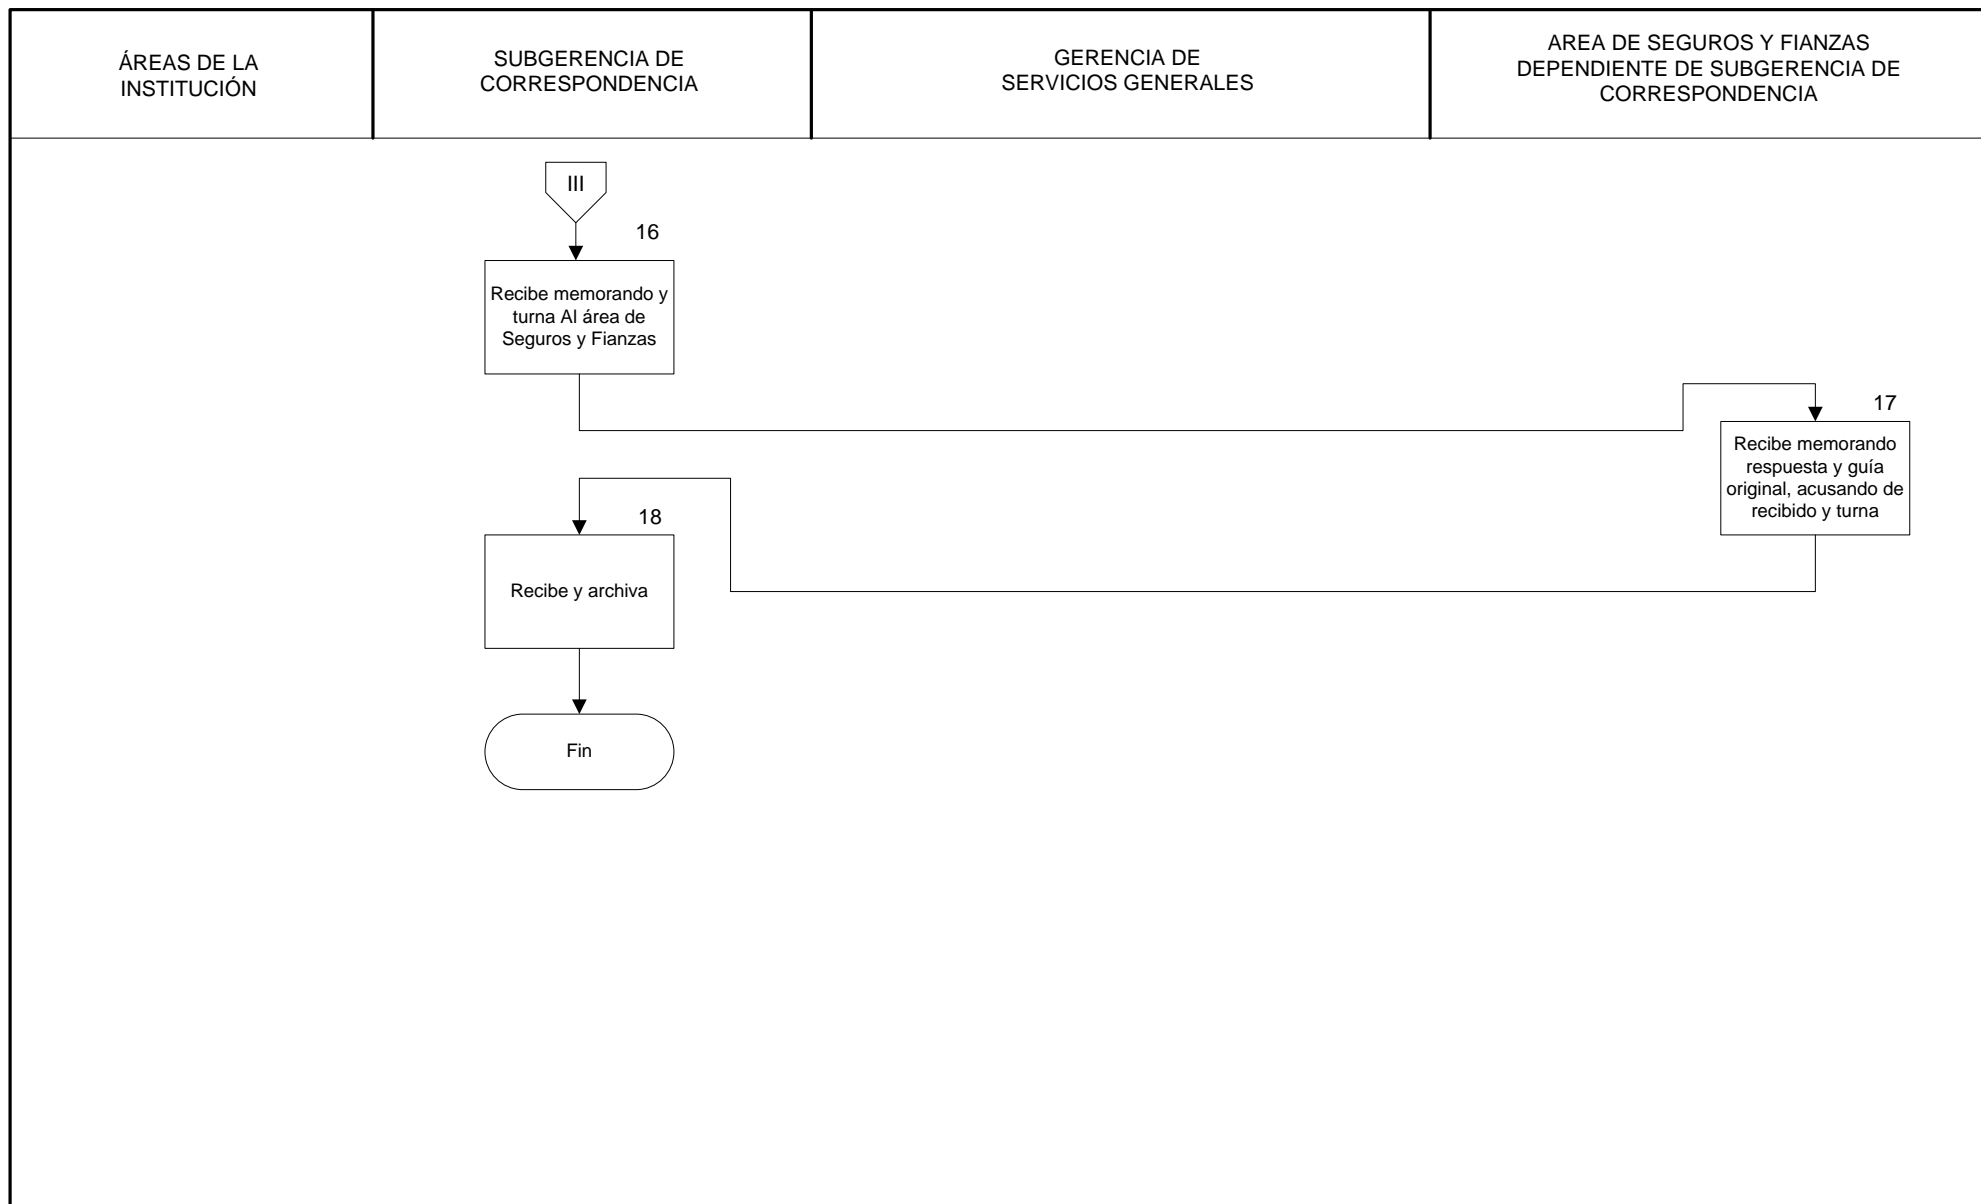 ÁREAS DE LA
INSTITUCIÓN
SUBGERENCIA DE
CORRESPONDENCIA
GERENCIA DE
SERVICIOS GENERALES
AREA DE SEGUROS Y FIANZAS
DEPENDIENTE DE SUBGERENCIA DE
CORRESPONDENCIA
III
16
Recibe memorando y
turna Al área de
Seguros y Fianzas
17
Recibe memorando
respuesta y guía
original, acusando de
recibido y turna
18
Recibe y archiva
Fin